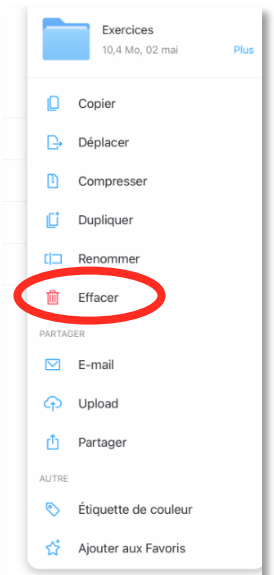 Exercices
10,4 Mo, 02 mai Plus
Copier
Déplacer
Compresser
Dupliquer
Renommer
Effacer
PARTAGER
E-mail
Upload
Partager
AUTRE
Étiquette de couleur
Ajouter aux Favoris